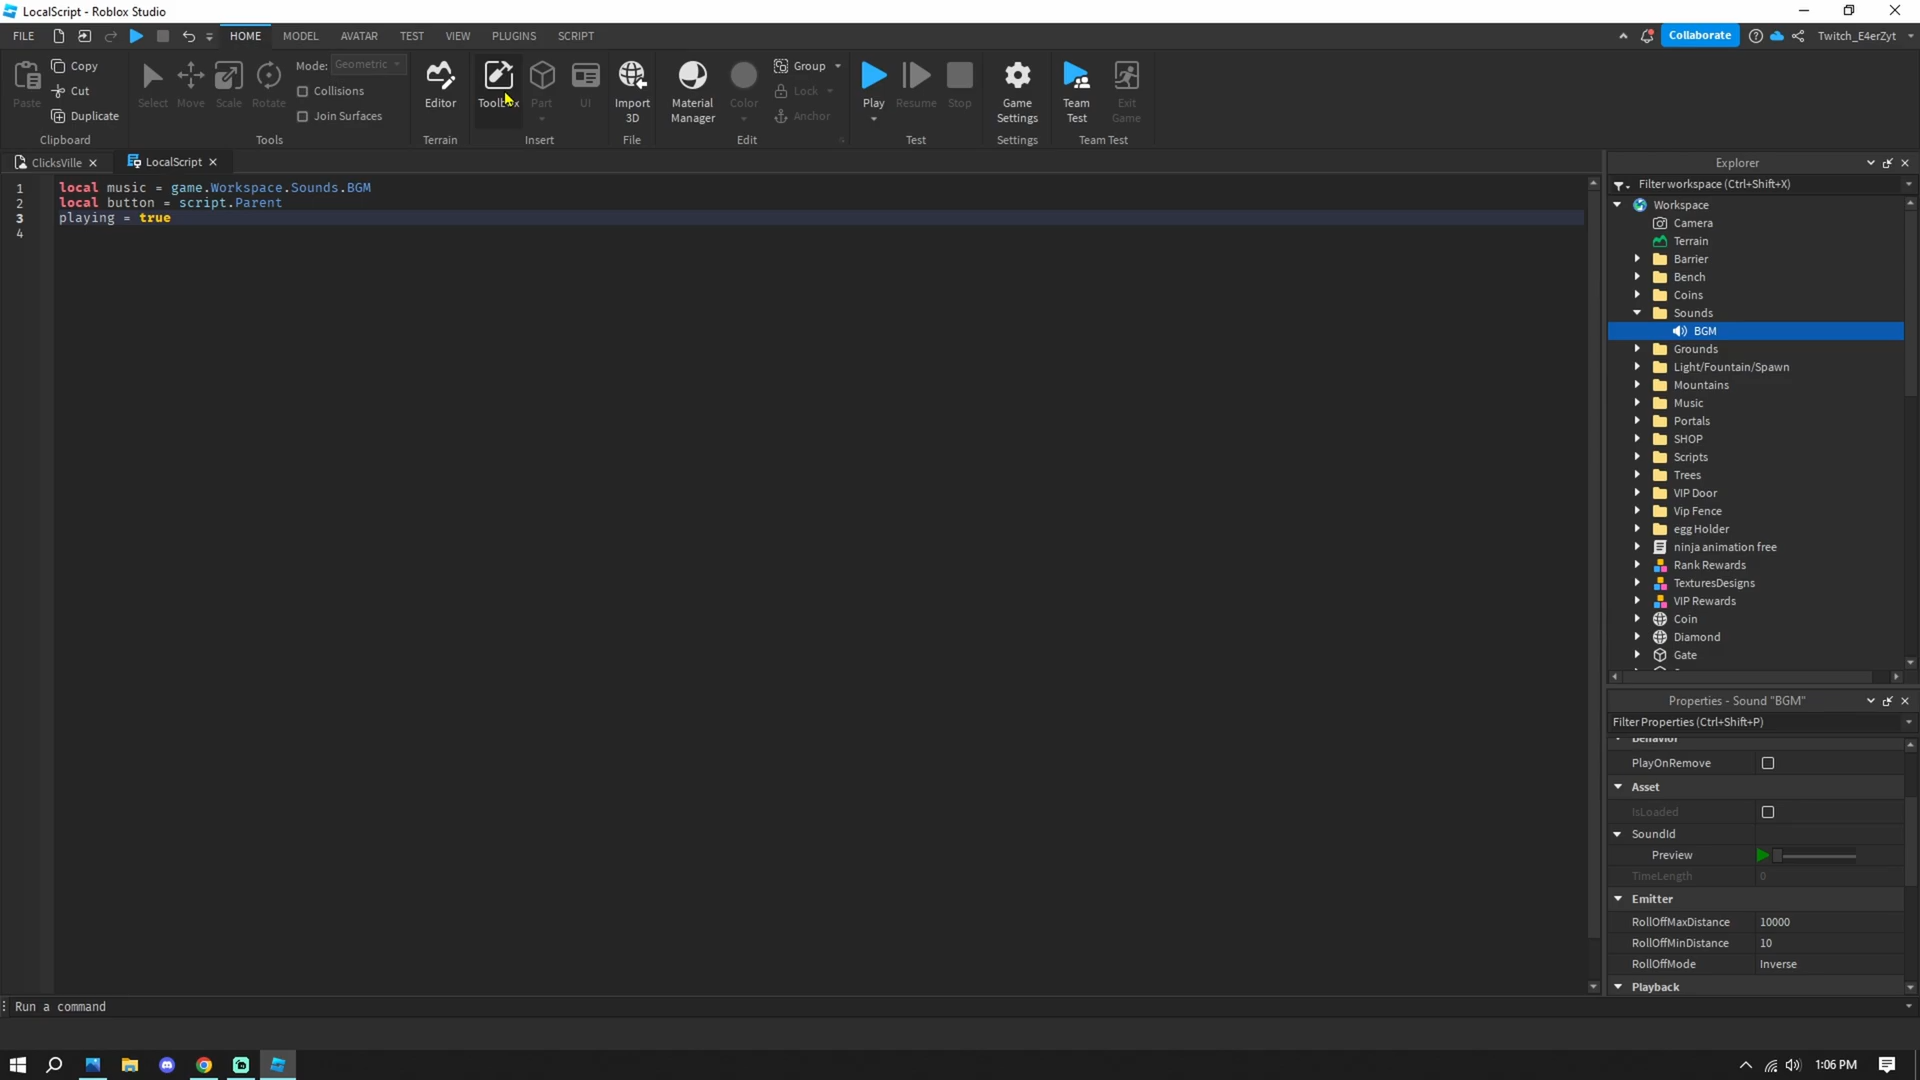 LocalScript - Roblox Studio
FILE HOME MODEL AVATAR TEST VIEW PLUGINS SCRIPT Collaborate Twitch_E4erZyt
Paste Copy Cut Duplicate Clipboard
Select Move Scale Rotate Mode: Geometric Collisions Join Surfaces Tools
Editor Terrain
Toolbox Part UI Insert
Import 3D File
Material Manager Color Group Lock Anchor Edit
Play Resume Stop Test
Game Settings Settings
Team Test Exit Game Team Test
ClicksVille LocalScript
1 local music = game.Workspace.Sounds.BGM
2 local button = script.Parent
3 playing = true
4
Explorer
Filter workspace (Ctrl+Shift+X)
Workspace
Camera
Terrain
Barrier
Bench
Coins
Sounds
BGM
Grounds
Light/Fountain/Spawn
Mountains
Music
Portals
SHOP
Scripts
Trees
VIP Door
Vip Fence
egg Holder
ninja animation free
Rank Rewards
TexturesDesigns
VIP Rewards
Coin
Diamond
Gate
Properties - Sound "BGM"
Filter Properties (Ctrl+Shift+P)
Behavior
PlayOnRemove
Asset
IsLoaded
SoundId
Preview
TimeLength 0
Emitter
RollOffMaxDistance 10000
RollOffMinDistance 10
RollOffMode Inverse
Playback
Run a command
1:06 PM